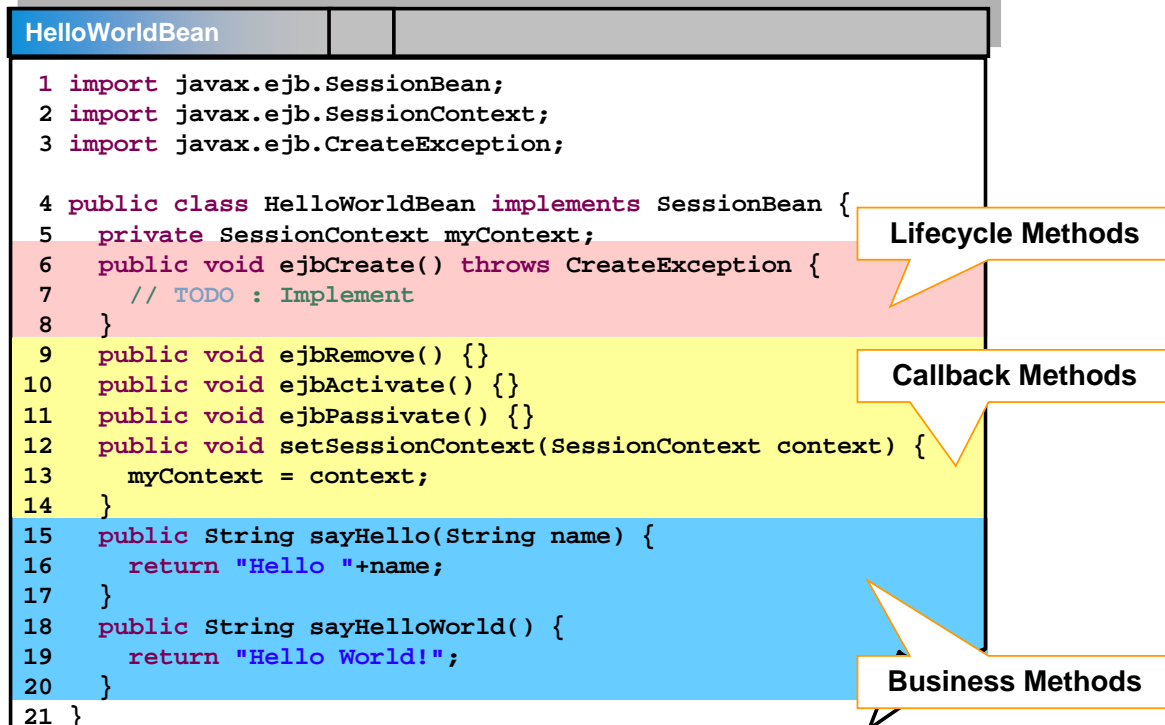 HelloWorldBean
1 import javax.ejb.SessionBean;
2 import javax.ejb.SessionContext;
3 import javax.ejb.CreateException;
4 public class HelloWorldBean implements SessionBean {
5   private SessionContext myContext;
6   public void ejbCreate() throws CreateException {
7     // TODO : Implement
8   }
9   public void ejbRemove() {}
10   public void ejbActivate() {}
11   public void ejbPassivate() {}
12   public void setSessionContext(SessionContext context) {
13     myContext = context;
14   }
15   public String sayHello(String name) {
16     return "Hello "+name;
17   }
18   public String sayHelloWorld() {
19     return "Hello World!";
20   }
21 }
Lifecycle Methods
Callback Methods
Business Methods